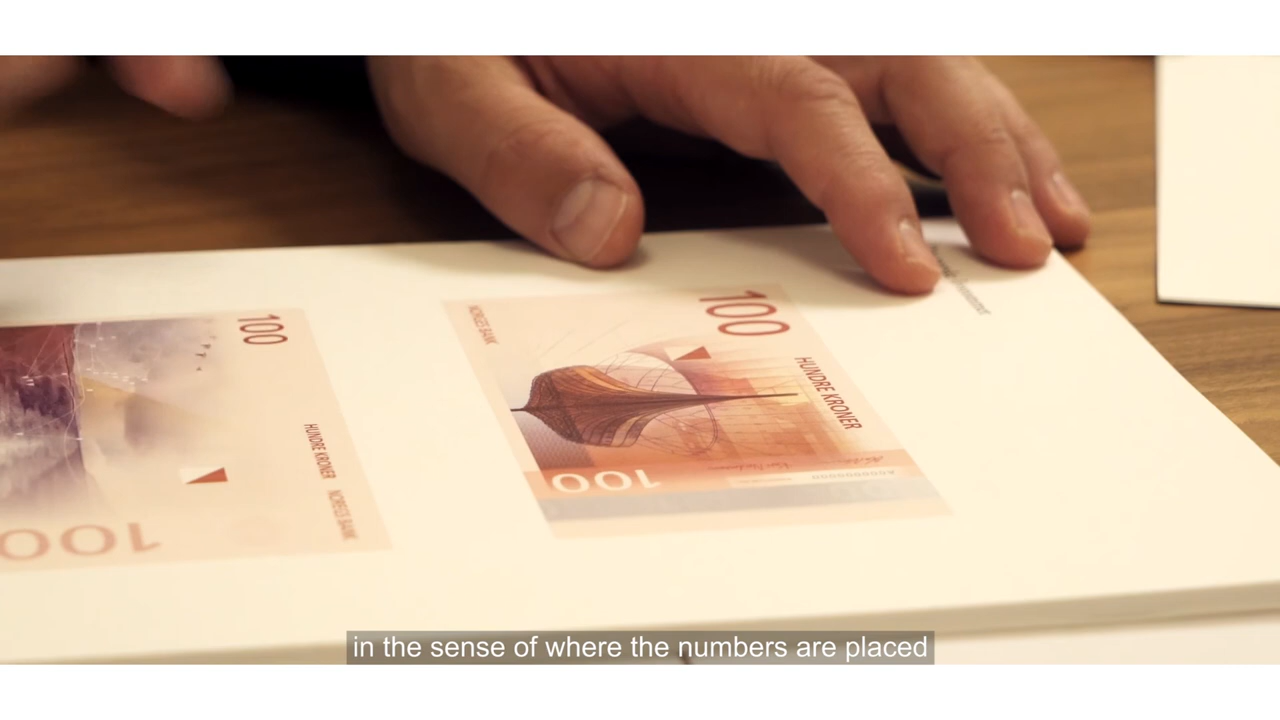 100
HUNDRE KRONER
NORGES BANK
100
NORGES BANK
100
HUNDRE KRONER
100
in the sense of where the numbers are placed